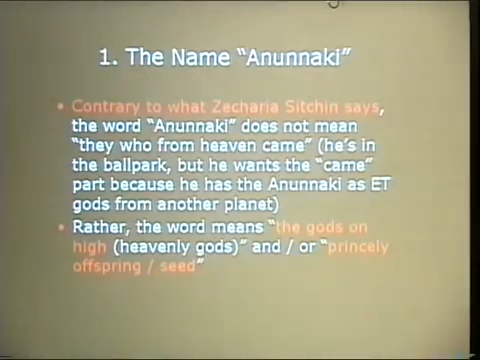 1. The Name “Anunnaki”
• Contrary to what Zecharia Sitchin says,
the word “Anunnaki” does not mean
“they who from heaven came” (he’s in
the ballpark, but he wants the “came”
part because he has the Anunnaki as ET
gods from another planet)
• Rather, the word means “the gods on
high (heavenly gods)” and / or “princely
offspring / seed”